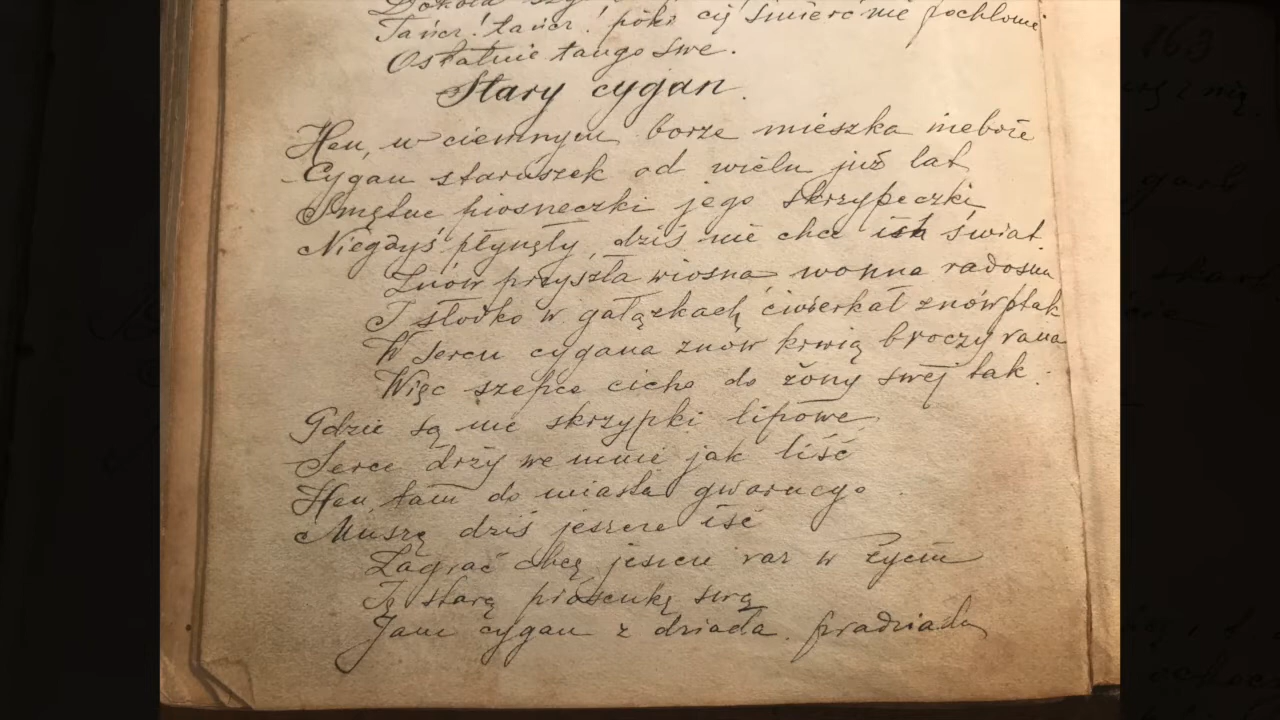 Tańcz! tańcz! póki cię śmierć nie pochłonie
Ostatnie tango swe.
Stary cygan.
Hen, w ciemnym borze mieszka nieboże
Cygan staruszek od wielu już lat
Smętne piosneczki jego skrzypeczki
Niegdyś płynęły, dziś nie chce ich świat.
Znów przyszła wiosna wonna radosna
I słodko w gałązkach ćwierkał znów ptak
W sercu cygana znów krwią broczy rana
Więc szepce cicho do żony swej tak:
Gdzie są me skrzypki lipowe
Serce drży we mnie jak liść
Hen, tam do miasta gwarnego
Muszę dziś jeszcze iść
Zagrać chcę jeszcze raz w życiu
Tę starą piosenkę swą
Jam cygan z dziada pradziada